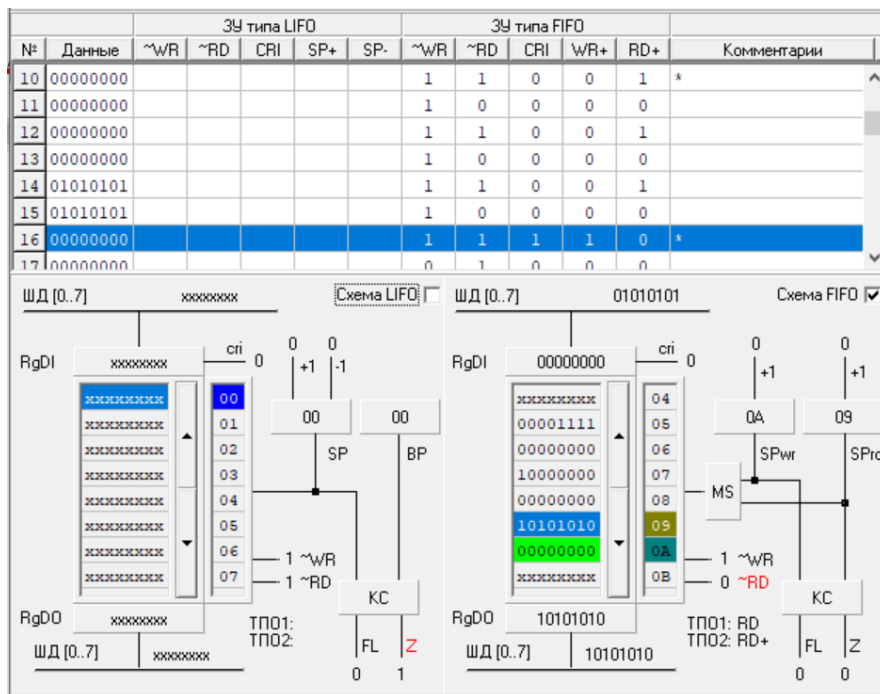 ЗУ типа LIFO ЗУ типа FIFO
№ Данные ~WR ~RD CRI SP+ SP- ~WR ~RD CRI WR+ RD+ Комментарии
10 00000000 1 1 0 0 1 *
11 00000000 1 0 0 0 0
12 00000000 1 1 0 0 1
13 00000000 1 0 0 0 0
14 01010101 1 1 0 0 1
15 01010101 1 0 0 0 0
16 00000000 1 1 1 1 0 *
17 00000000 0 1 0 0 0
ШД [0..7] xxxxxxxx Схема LIFO
RgDI xxxxxxxx cri 0
0 0
+1 -1
xxxxxxxx 00
xxxxxxxx 01
xxxxxxxx 02
xxxxxxxx 03
xxxxxxxx 04
xxxxxxxx 05
xxxxxxxx 06
xxxxxxxx 07
00 00
SP BP
1 ~WR
1 ~RD
КС
RgDO xxxxxxxx
ТП01:
ТП02:
FL Z
ШД [0..7] xxxxxxxx
0 1
ШД [0..7] 01010101 Схема FIFO
RgDI 00000000 cri 0
0 0
+1 +1
xxxxxxxx 04
00001111 05
00000000 06
10000000 07
00000000 08
10101010 09
00000000 0A
xxxxxxxx 0B
0A 09
SPwr SPrd
MS
1 ~WR
0 ~RD
КС
RgDO 10101010
ТП01: RD
ТП02: RD+
FL Z
ШД [0..7] 10101010
0 0